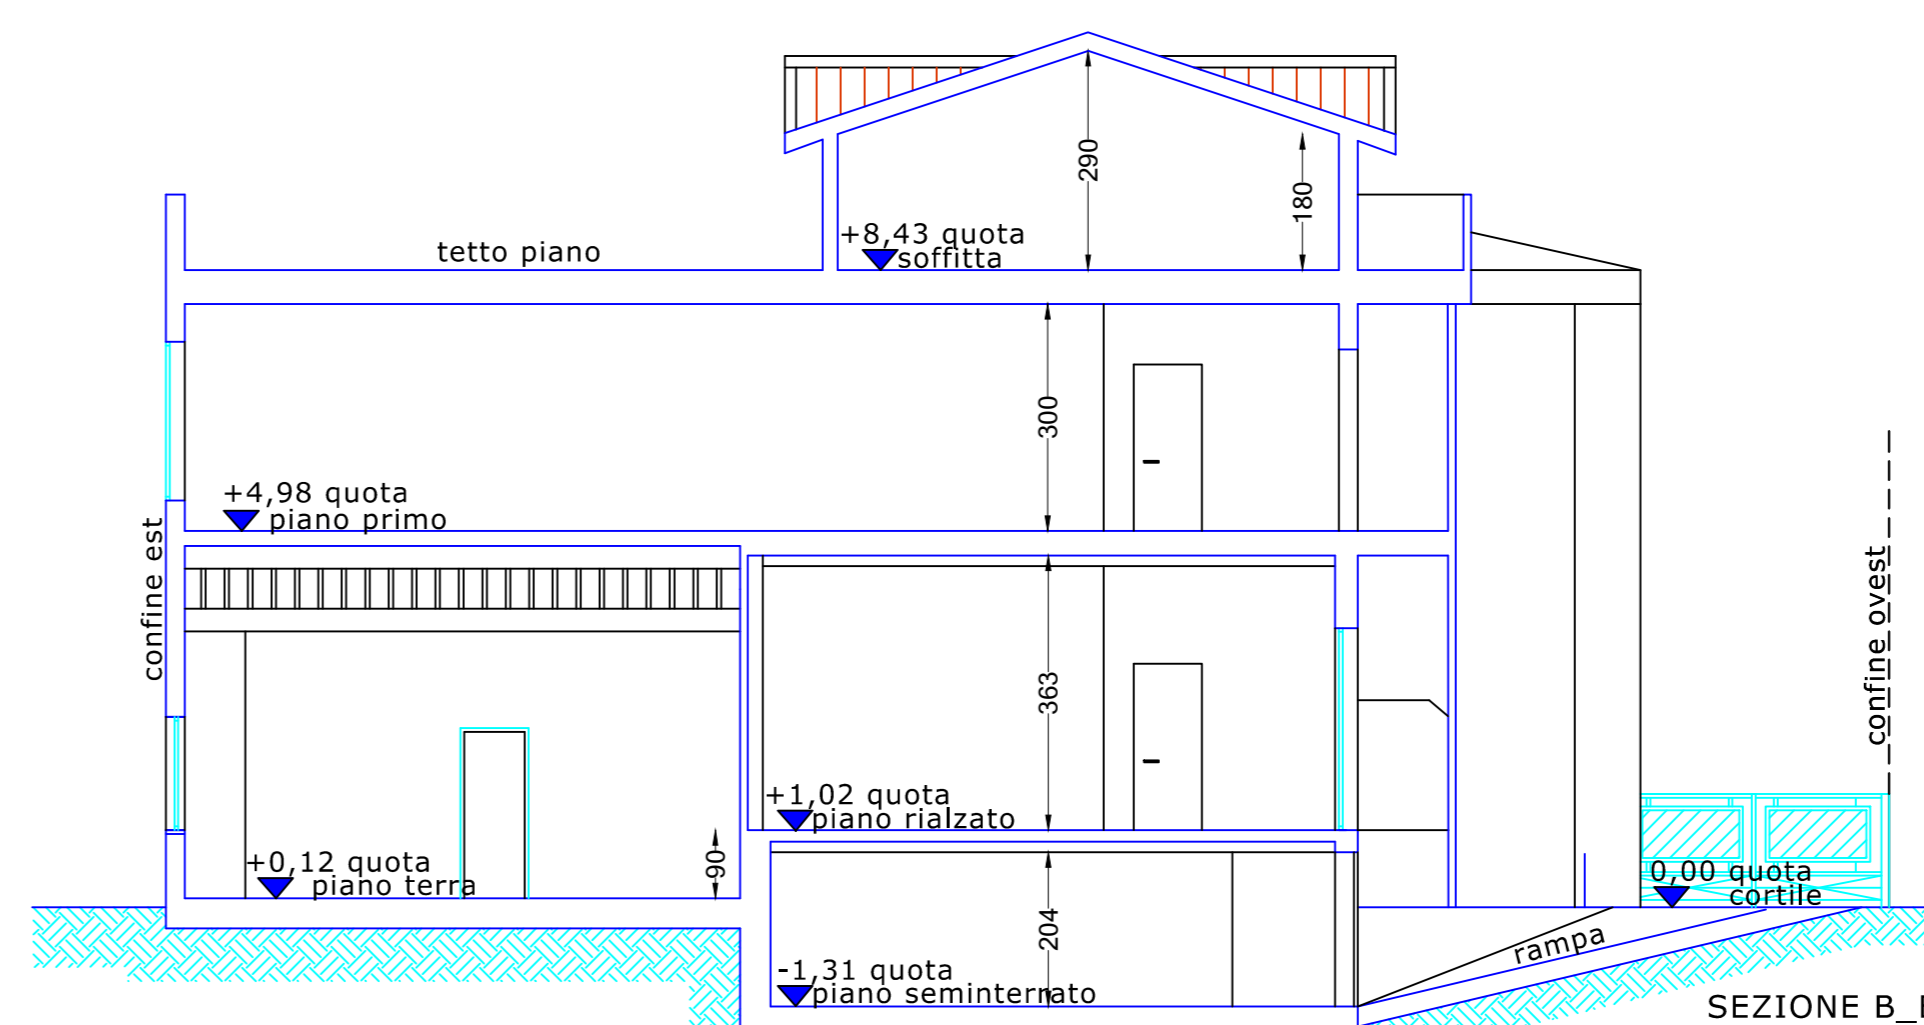 290
180
+8,43 quota
soffitta
tetto piano
300
+4,98 quota
piano primo
confine est
confine ovest
363
+1,02 quota
piano rialzato
+0,12 quota
piano terra
90
0,00 quota
cortile
204
rampa
-1,31 quota
piano seminterrato
SEZIONE B_